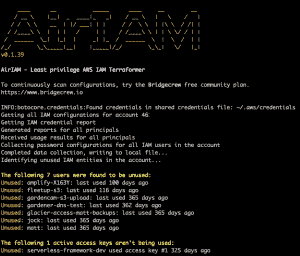 AirIAM
v0.1.39
AirIAM - Least privilege AWS IAM Terraformer
To continuously scan configurations, try the Bridgecrew free community plan.
https://www.bridgecrew.io
INFO:botocore.credentials:Found credentials in shared credentials file: ~/.aws/credentials
Getting all IAM configurations for account 46
Getting IAM credential report
Generated reports for all principals
Received usage results for all principals
Collecting password configurations for all IAM users in the account
Completed data collection, writing to local file...
Identifying unused IAM entities in the account...
The following 7 users were found to be unused:
Unused: amplify-A163Y: last used 100 days ago
Unused: fleetup-s3: last used 116 days ago
Unused: gardencam-s3-upload: last used 365 days ago
Unused: gardener-dns-test: last used 362 days ago
Unused: glacier-access-matt-backups: last used 365 days ago
Unused: jock: last used 365 days ago
Unused: matt: last used 365 days ago
The following 1 active access keys aren't being used:
Unused: serverless-framework-dev used access key #1 325 days ago